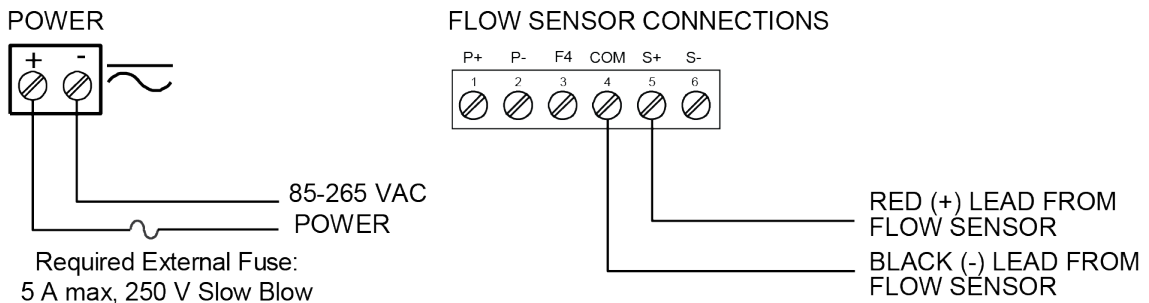 POWER
+ -
85-265 VAC
POWER
Required External Fuse:
5 A max, 250 V Slow Blow
FLOW SENSOR CONNECTIONS
P+ P- F4 COM S+ S-
1 2 3 4 5 6
RED (+) LEAD FROM
FLOW SENSOR
BLACK (-) LEAD FROM
FLOW SENSOR